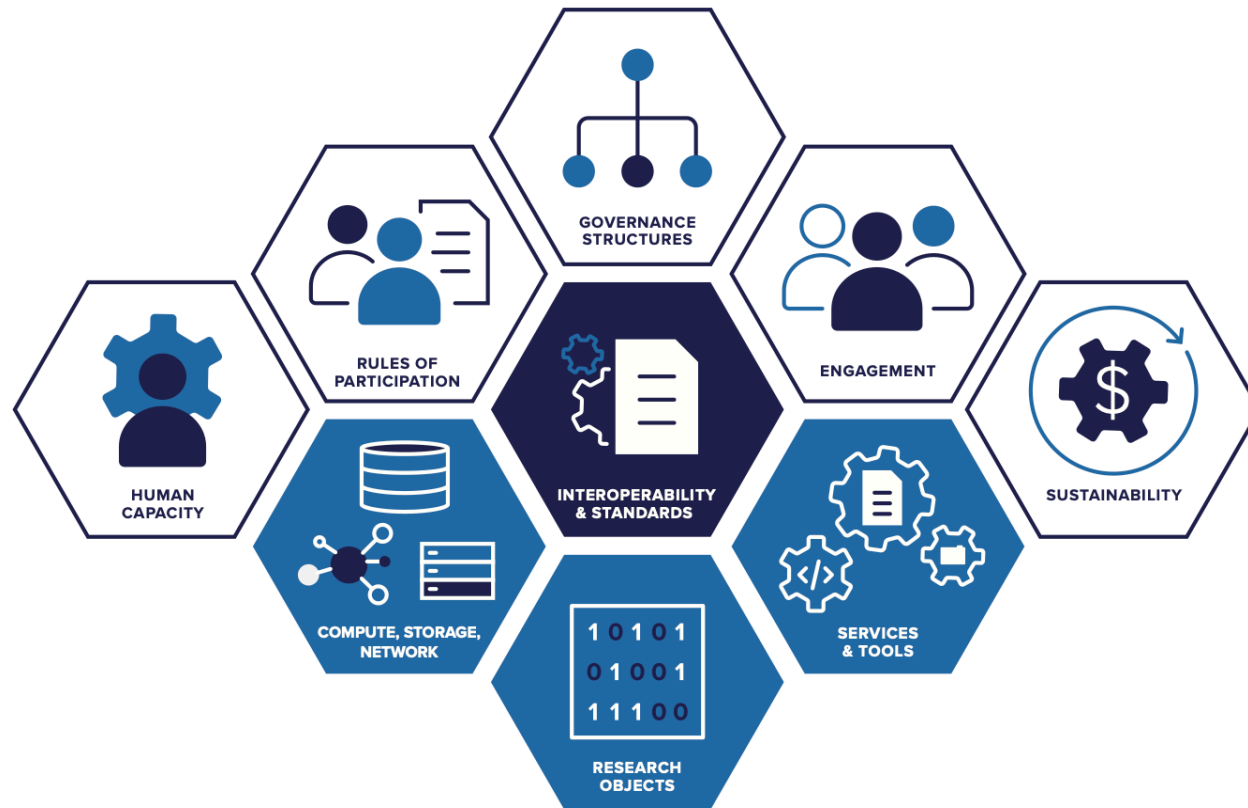 GOVERNANCE
STRUCTURES
RULES OF
PARTICIPATION
ENGAGEMENT
HUMAN
CAPACITY
INTEROPERABILITY
& STANDARDS
$
SUSTAINABILITY
COMPUTE, STORAGE,
NETWORK
</>
SERVICES
& TOOLS
1 0 1 0 1
0 1 0 0 1
1 1 1 0 0
RESEARCH
OBJECTS